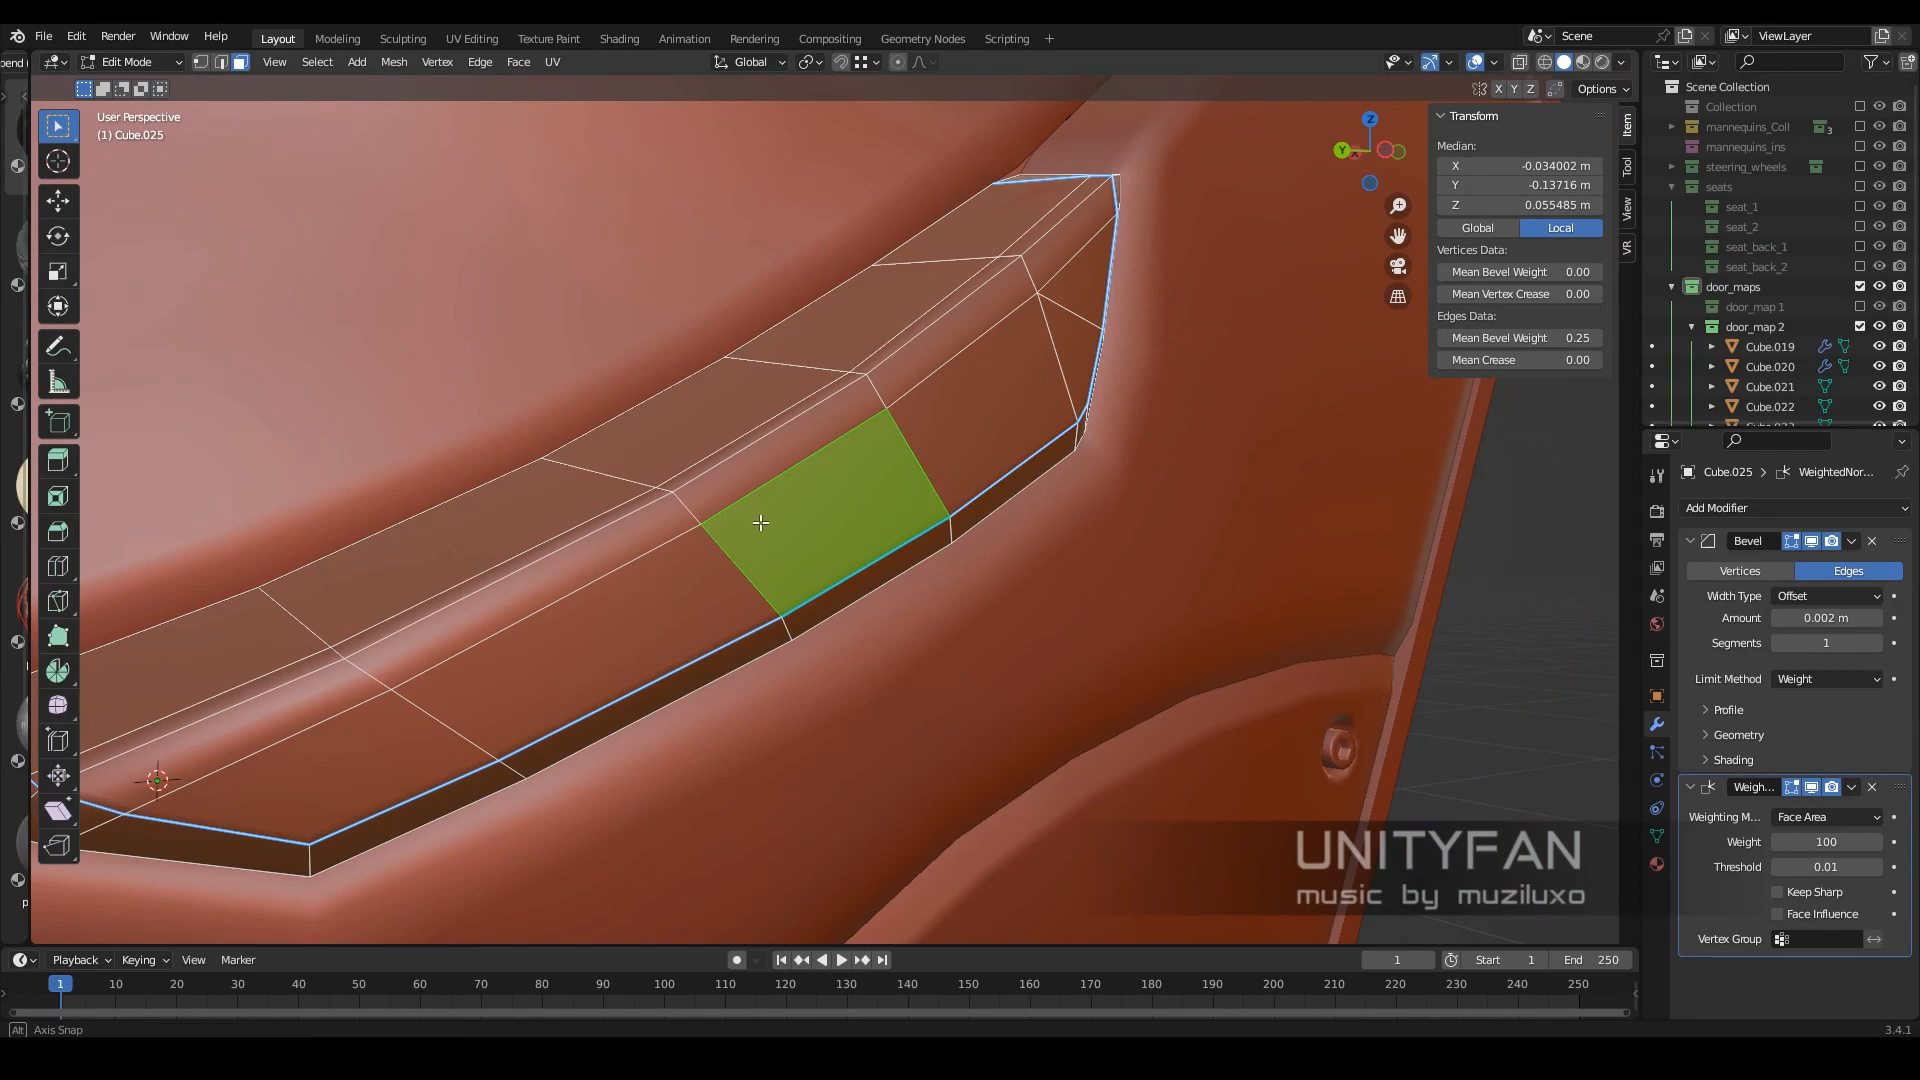 File Edit Render Window Help Layout Modeling Sculpting UV Editing Texture Paint Shading Animation Rendering Compositing Geometry Nodes Scripting Scene ViewLayer
Edit Mode View Select Add Mesh Vertex Edge Face UV Global
X Y Z Options
User Perspective
(1) Cube.025
Z
Y
Transform
Median:
X -0.034002 m
Y -0.13716 m
Z 0.055485 m
Global Local
Vertices Data:
Mean Bevel Weight 0.00
Mean Vertex Crease 0.00
Edges Data:
Mean Bevel Weight 0.25
Mean Crease 0.00
Item
Tool
View
VR
Scene Collection
Collection
mannequins_Coll 3
mannequins_ins
steering_wheels
seats
seat_1
seat_2
seat_back_1
seat_back_2
door_maps
door_map 1
door_map 2
Cube.019
Cube.020
Cube.021
Cube.022
Cube.025 WeightedNor...
Add Modifier
Bevel
Vertices Edges
Width Type Offset
Amount 0.002 m
Segments 1
Limit Method Weight
Profile
Geometry
Shading
Weigh...
Weighting M... Face Area
Weight 100
Threshold 0.01
Keep Sharp
Face Influence
Vertex Group
UNITYFAN
music by muziluxo
Playback Keying View Marker 1 Start 1 End 250
1 10 20 30 40 50 60 70 80 90 100 110 120 130 140 150 160 170 180 190 200 210 220 230 240 250
Alt Axis Snap 3.4.1